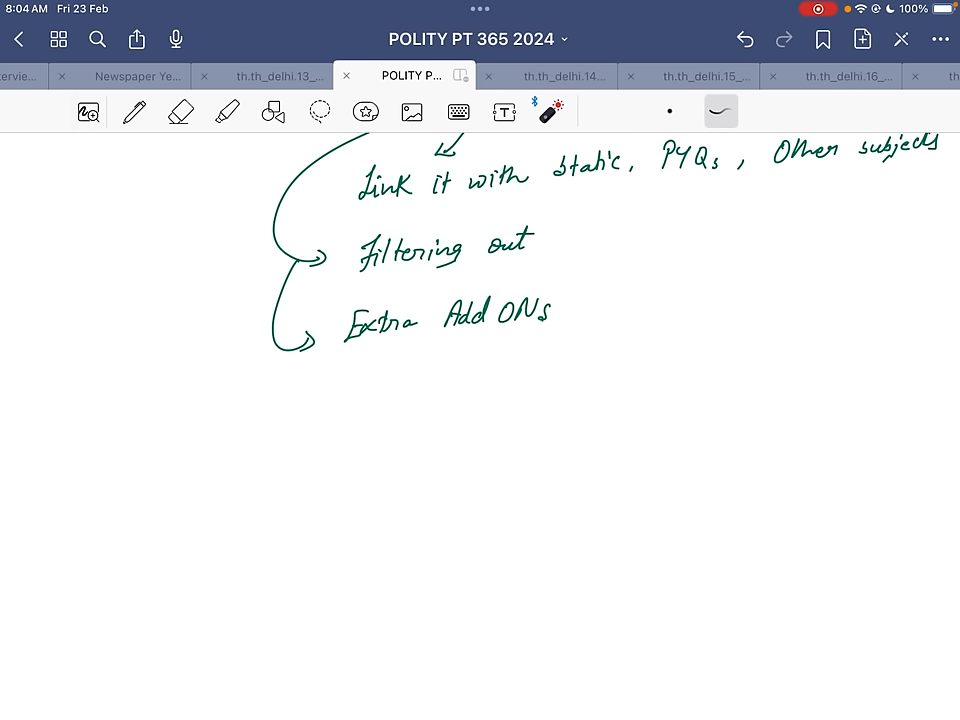 8:04 AM Fri 23 Feb
100%
POLITY PT 365 2024
tervie...
Newspaper Ye...
th.th_delhi.13_...
POLITY P...
th.th_delhi.14...
th.th_delhi.15_...
th.th_delhi.16_...
th
T
Link it with static, PYQs, Other subjects
Filtering out
Extra Add ONs